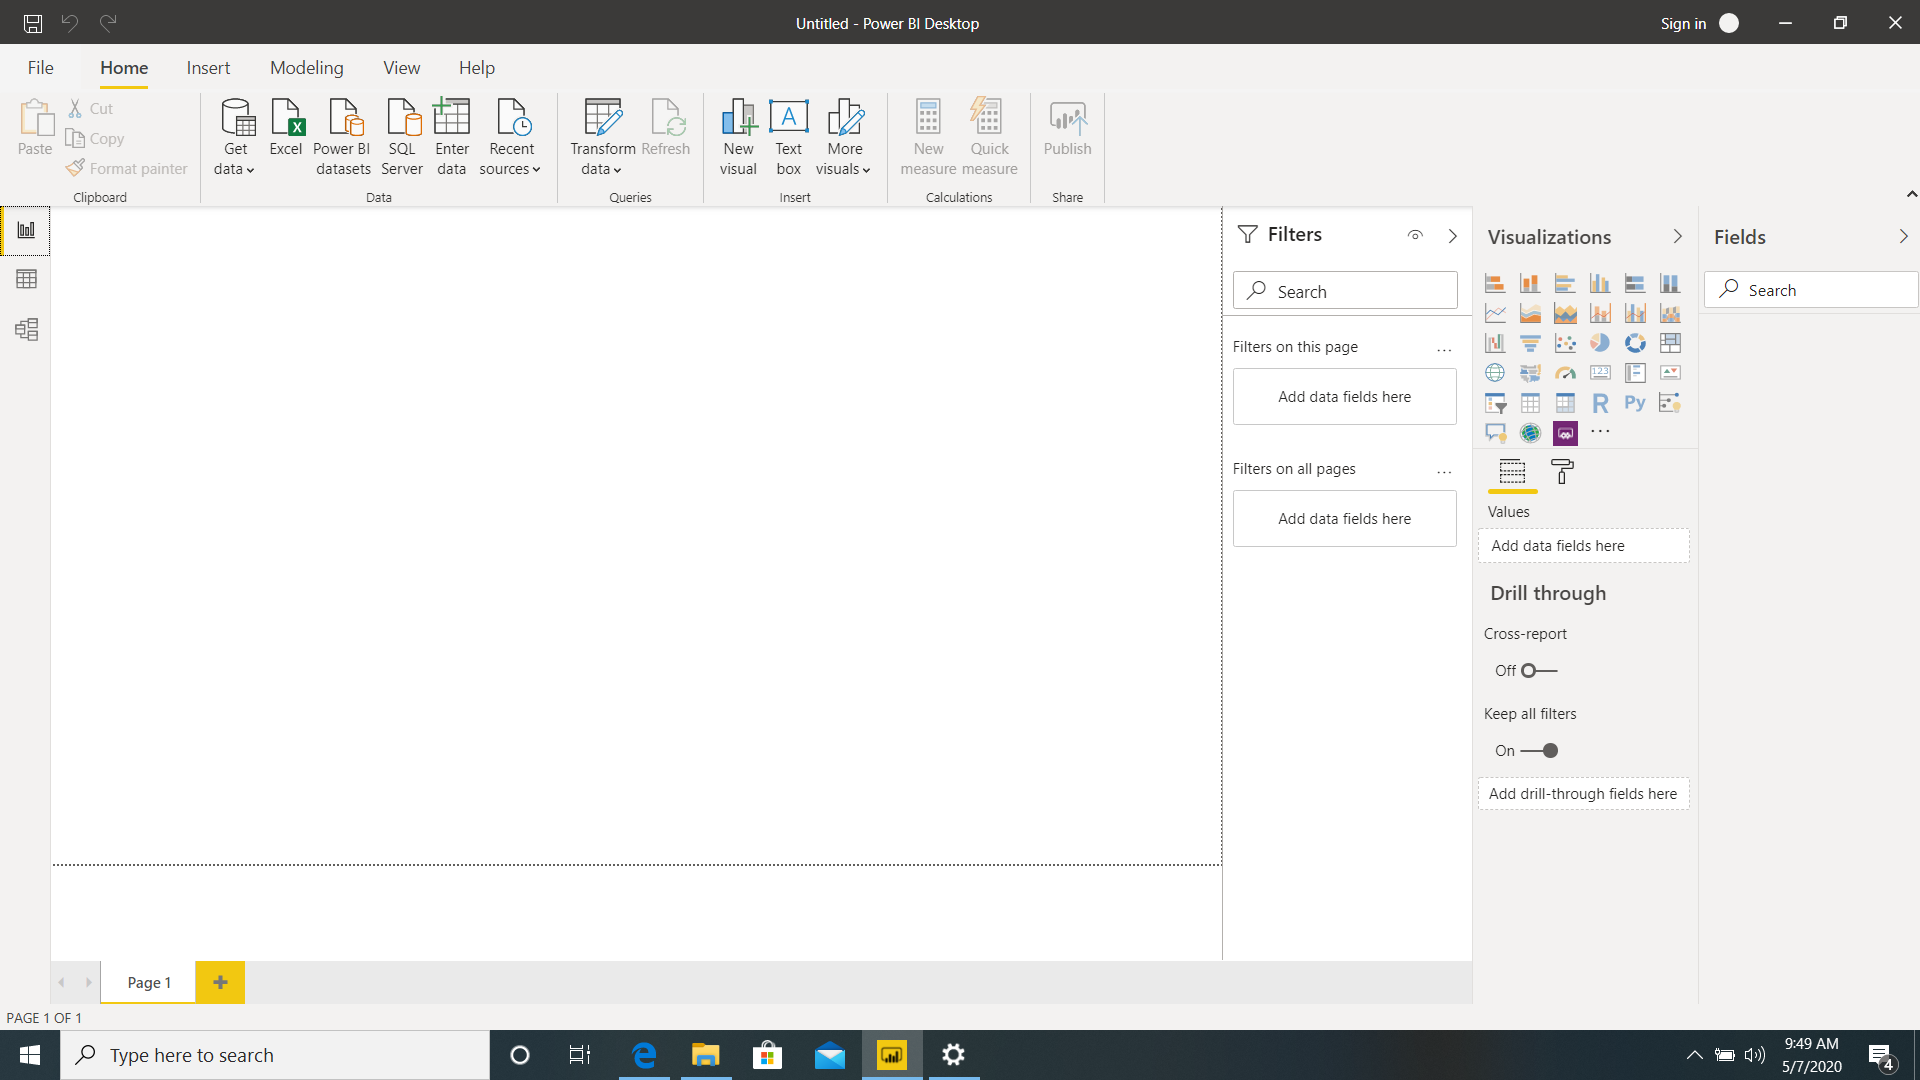 Untitled - Power BI Desktop
Sign in
File
Home
Insert
Modeling
View
Help
Paste
Cut
Copy
Format painter
Clipboard
Get
data
Excel
Power BI
datasets
SQL
Server
Enter
data
Recent
sources
Data
Transform
data
Refresh
Queries
New
visual
A
Text
box
More
visuals
Insert
New
measure
Quick
measure
Calculations
Publish
Share
Filters
Search
Filters on this page
...
Add data fields here
Filters on all pages
...
Add data fields here
Visualizations
123
R
Py
...
Values
Add data fields here
Drill through
Cross-report
Off
Keep all filters
On
Add drill-through fields here
Fields
Search
Page 1
PAGE 1 OF 1
Type here to search
9:49 AM
5/7/2020
4